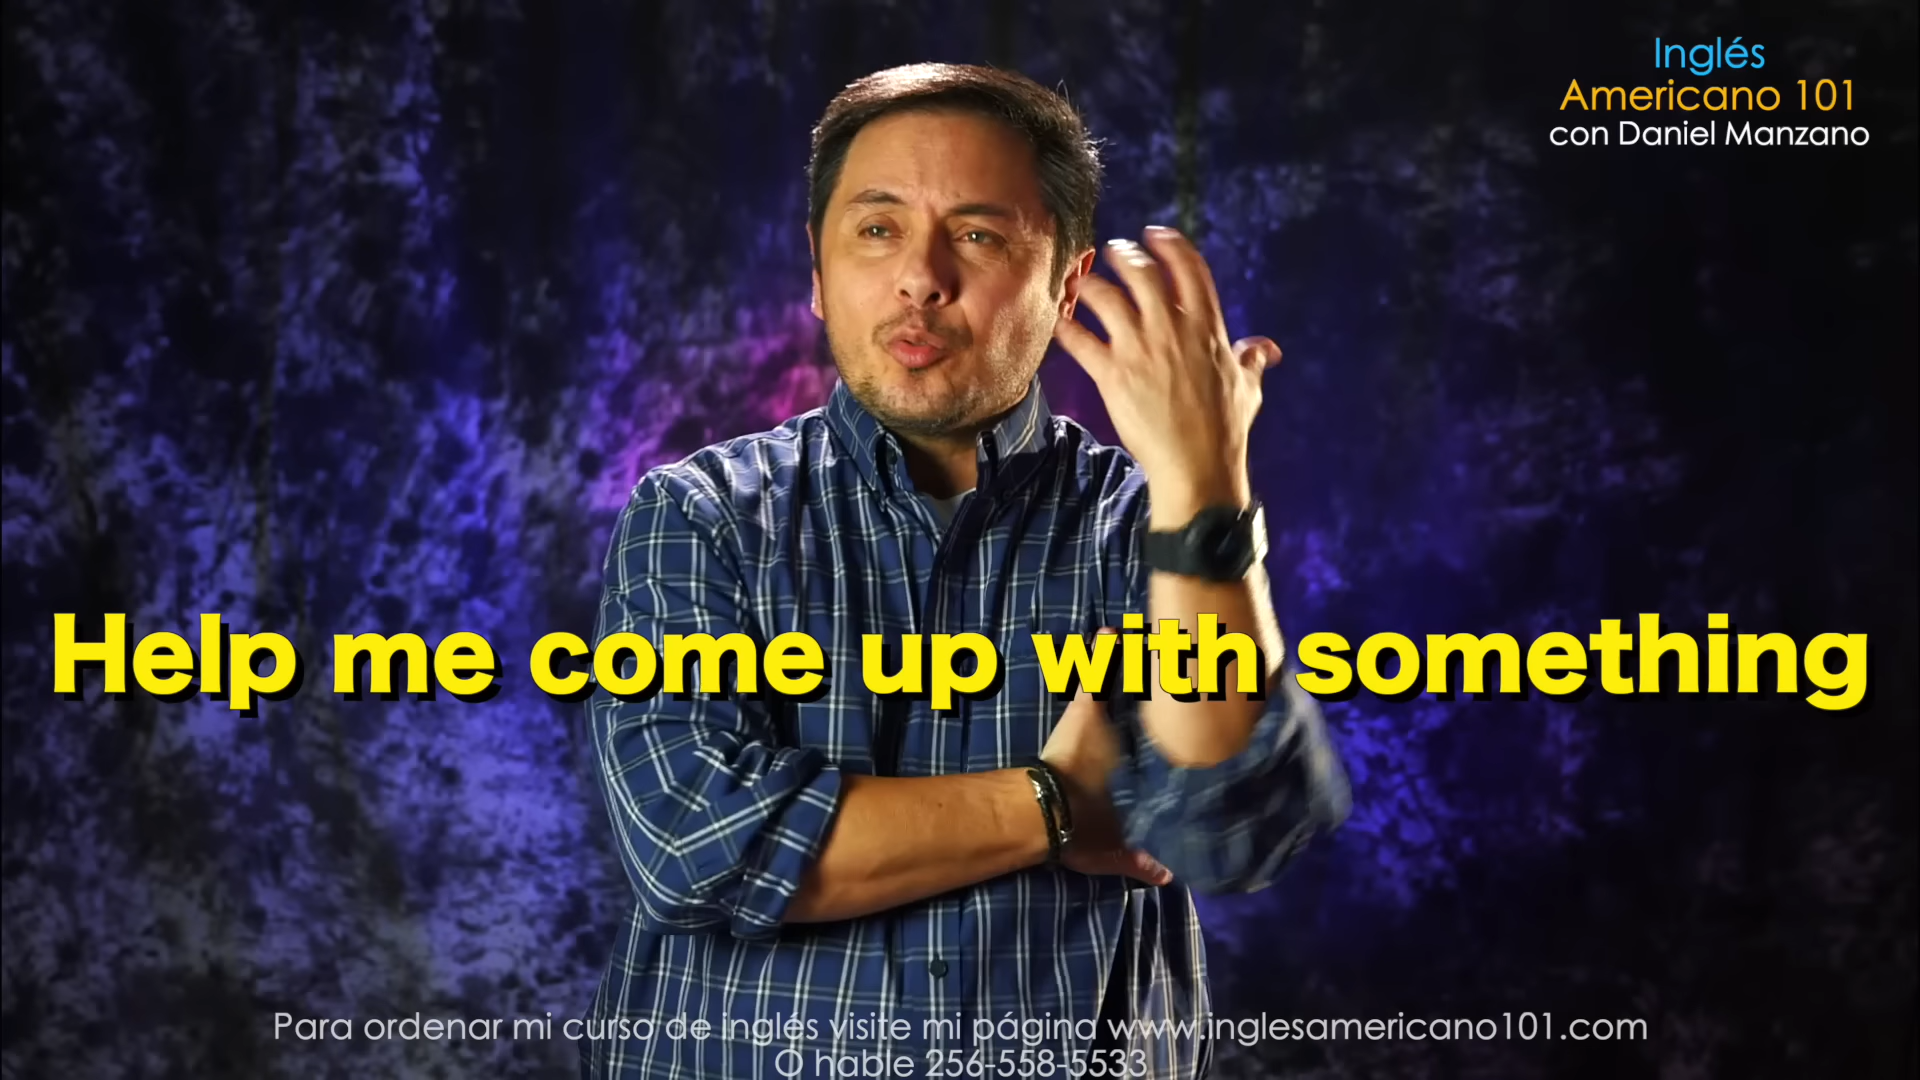 Inglés
Americano 101
con Daniel Manzano
Help me come up with something
Para ordenar mi curso de inglés visite mi página www.inglesamericano101.com
O hable 256-558-5533